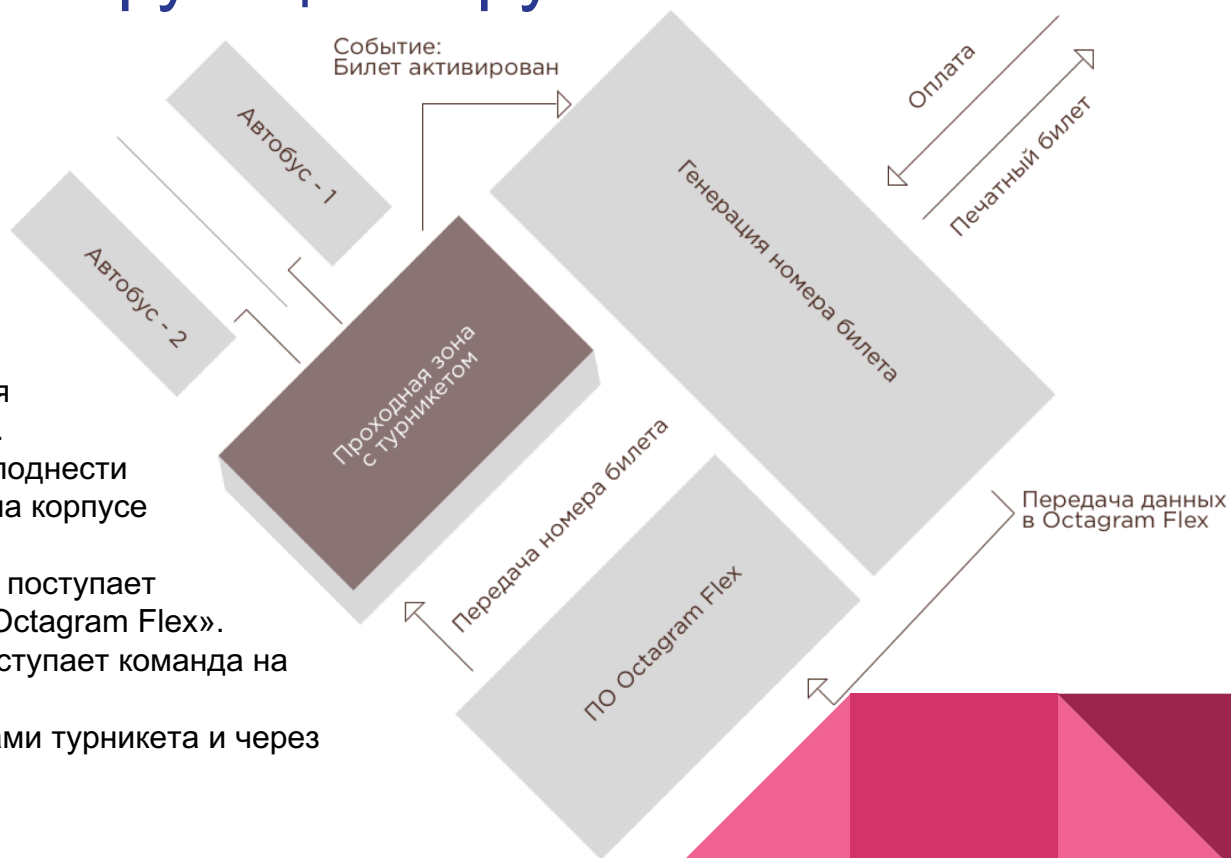 Событие:
Билет активирован
Оплата
Печатный билет
Автобус - 1
Автобус - 2
Генерация номера билета
Проходная зона
с турникетом
Передача номера билета
ПО Octagram Flex
Передача данных
в Octagram Flex
я
.
поднести
на корпусе
поступает
Octagram Flex».
ступает команда на
ами турникета и через